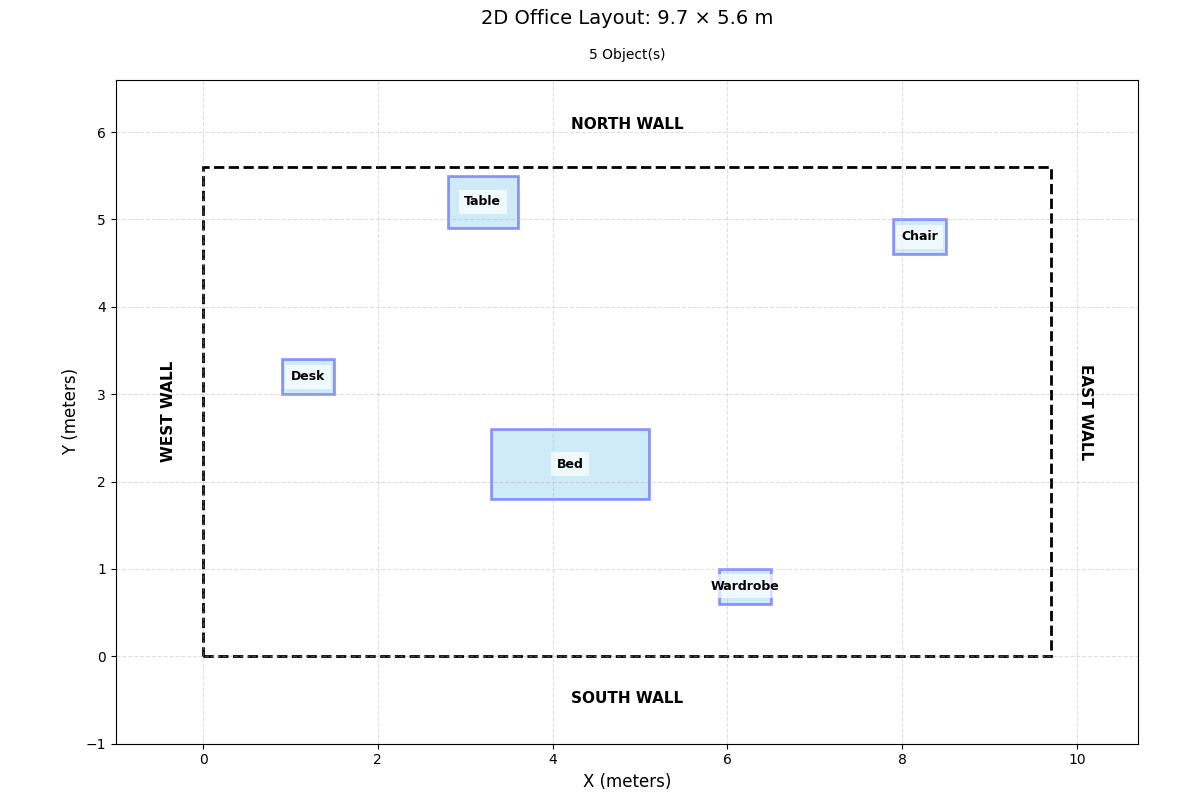 2D Office Layout: 9.7 × 5.6 m
5 Object(s)
NORTH WALL
6
5
4
3
2
1
0
−1
Table
Chair
Desk
Bed
Wardrobe
WEST WALL
EAST WALL
SOUTH WALL
Y (meters)
0
2
4
6
8
10
X (meters)